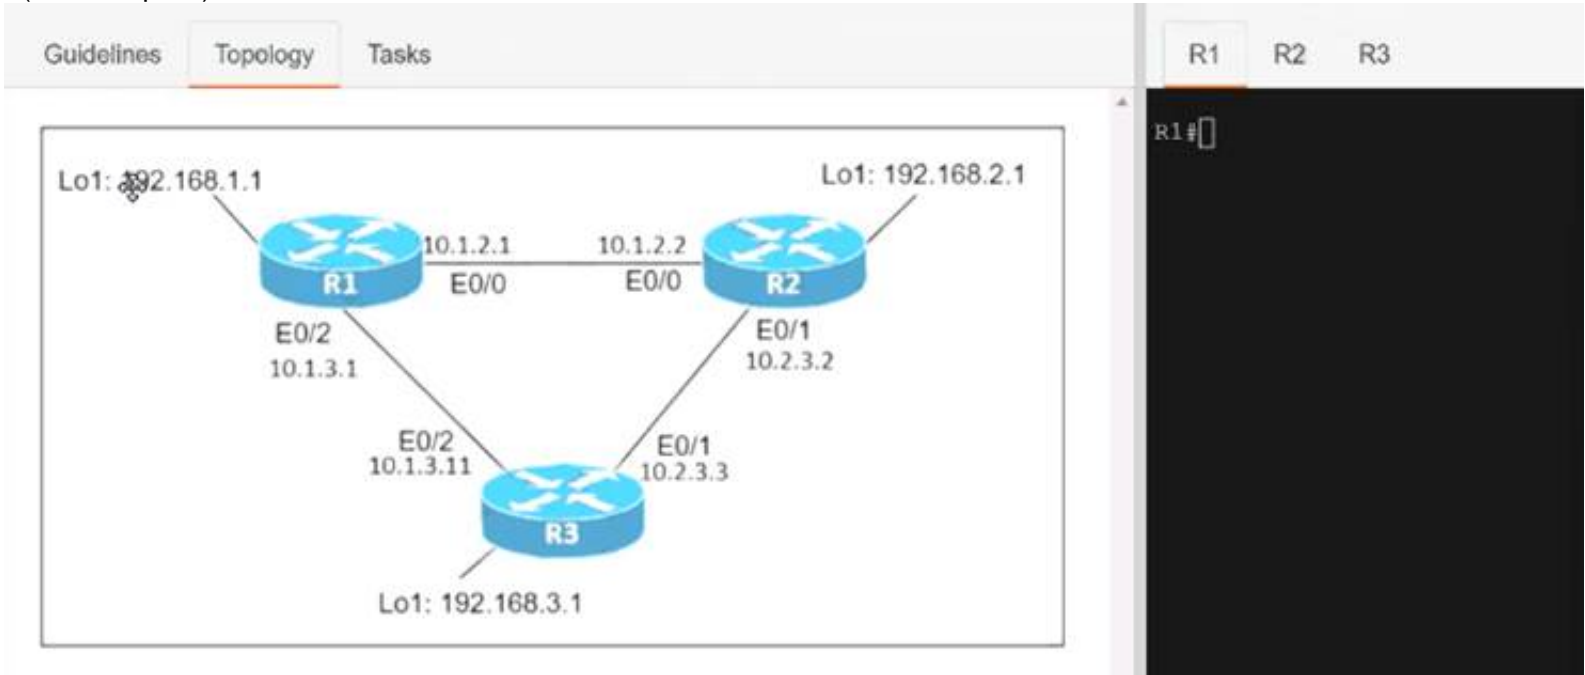 Guidelines Topology Tasks
R1 R2 R3
R1#
Lo1: 192.168.1.1
Lo1: 192.168.2.1
10.1.2.1
10.1.2.2
R1
E0/0
E0/0
R2
E0/2
10.1.3.1
E0/1
10.2.3.2
E0/2
10.1.3.11
E0/1
10.2.3.3
R3
Lo1: 192.168.3.1